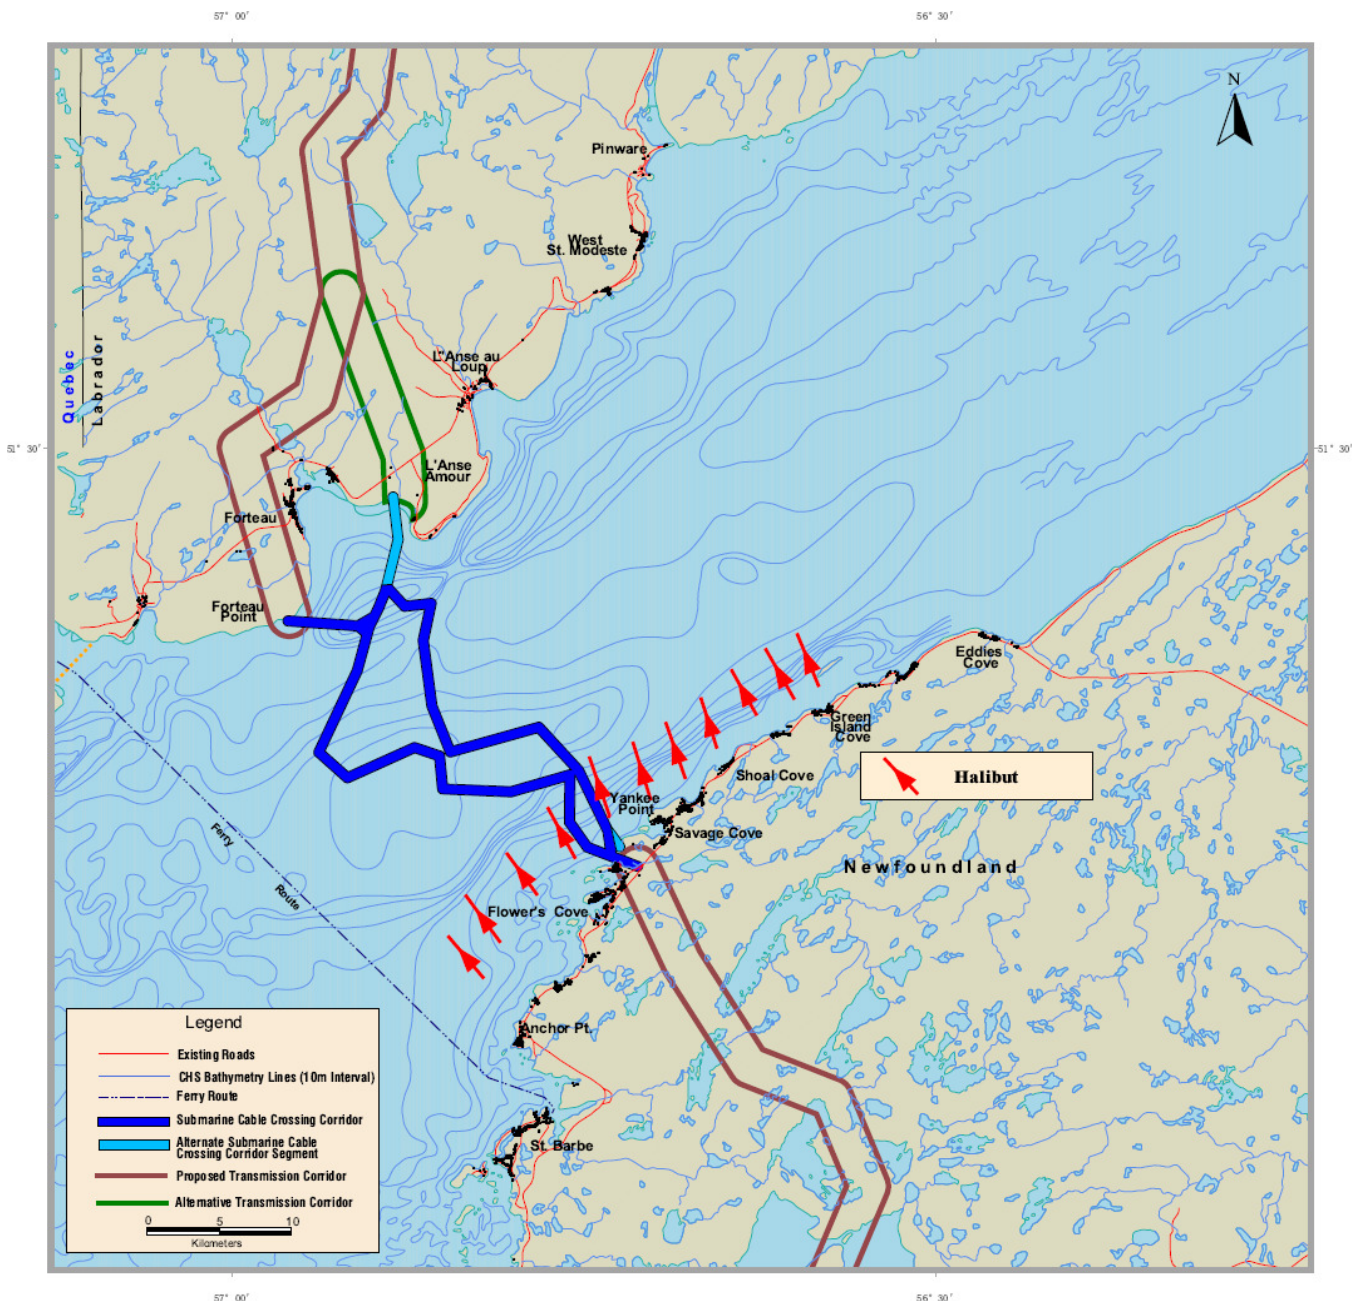 57° 00′
56° 30′
N
Pinware
West
St. Modeste
L'Anse au
Loup
Quebec
Labrador
51° 30′
51° 30′
L'Anse
Amour
Forteau
Forteau
Point
Eddies
Cove
Green
Island
Cove
Shoal Cove
Halibut
Yankee
Point
Savage Cove
Ferry
Route
Newfoundland
Flower's Cove
Anchor Pt.
St. Barbe
Legend
Existing Roads
CHS Bathymetry Lines (10m Interval)
Ferry Route
Submarine Cable Crossing Corridor
Alternate Submarine Cable
Crossing Corridor Segment
Proposed Transmission Corridor
Alternative Transmission Corridor
0 5 10
Kilometers
57° 00′
56° 30′